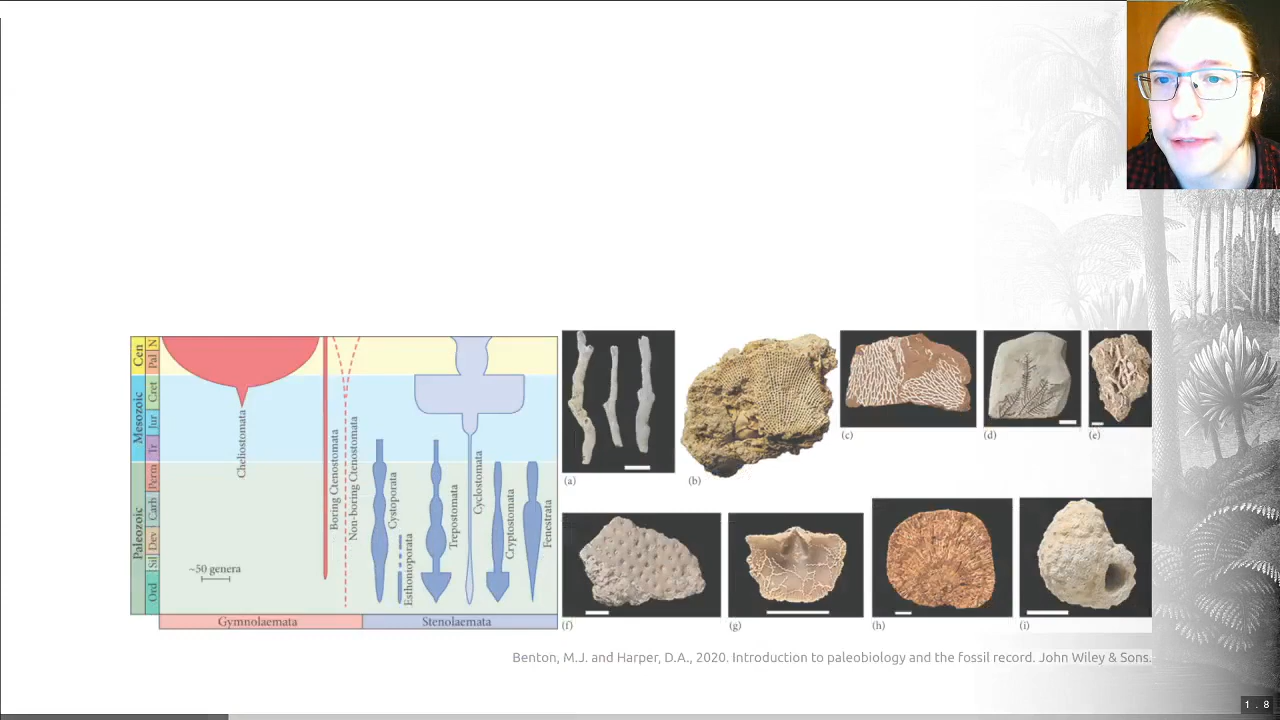 Cen
Mesozoic
Paleozoic
N
Pal
Cret
Jur
Tr
Perm
Carb
Dev
Sil
Ord
Cheliostomata
Boring Ctenostomata
Non-boring Ctenostomata
Cystoporata
Esthontoporata
Trepostomata
Cyclostomata
Cryptostomata
Fenestrata
~50 genera
Gymnolaemata
Stenolaemata
(a)
(b)
(c)
(d)
(e)
(f)
(g)
(h)
(i)
Benton, M.J. and Harper, D.A., 2020. Introduction to paleobiology and the fossil record. John Wiley & Sons.
1 . 8